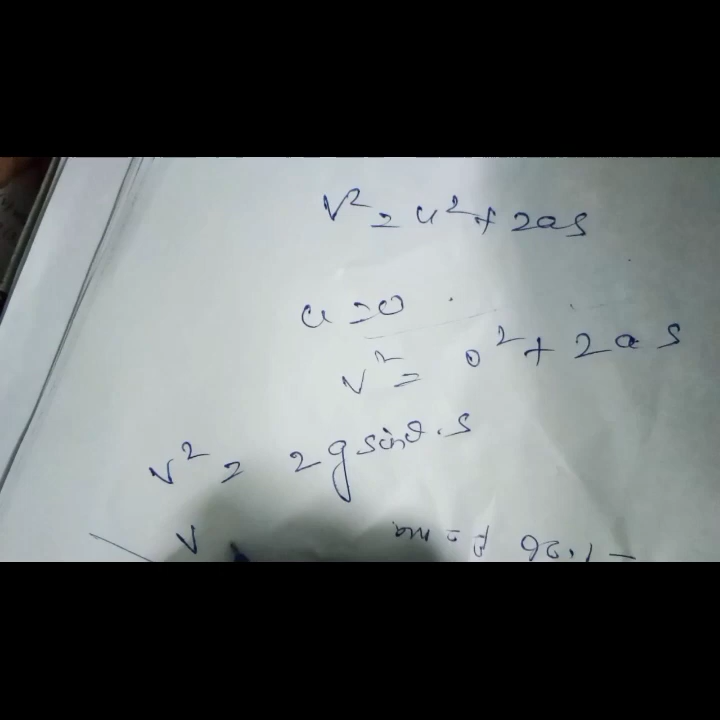 v² = u² + 2as
u = 0
v² = 0² + 2as
v² = 2g sinθ.s
v